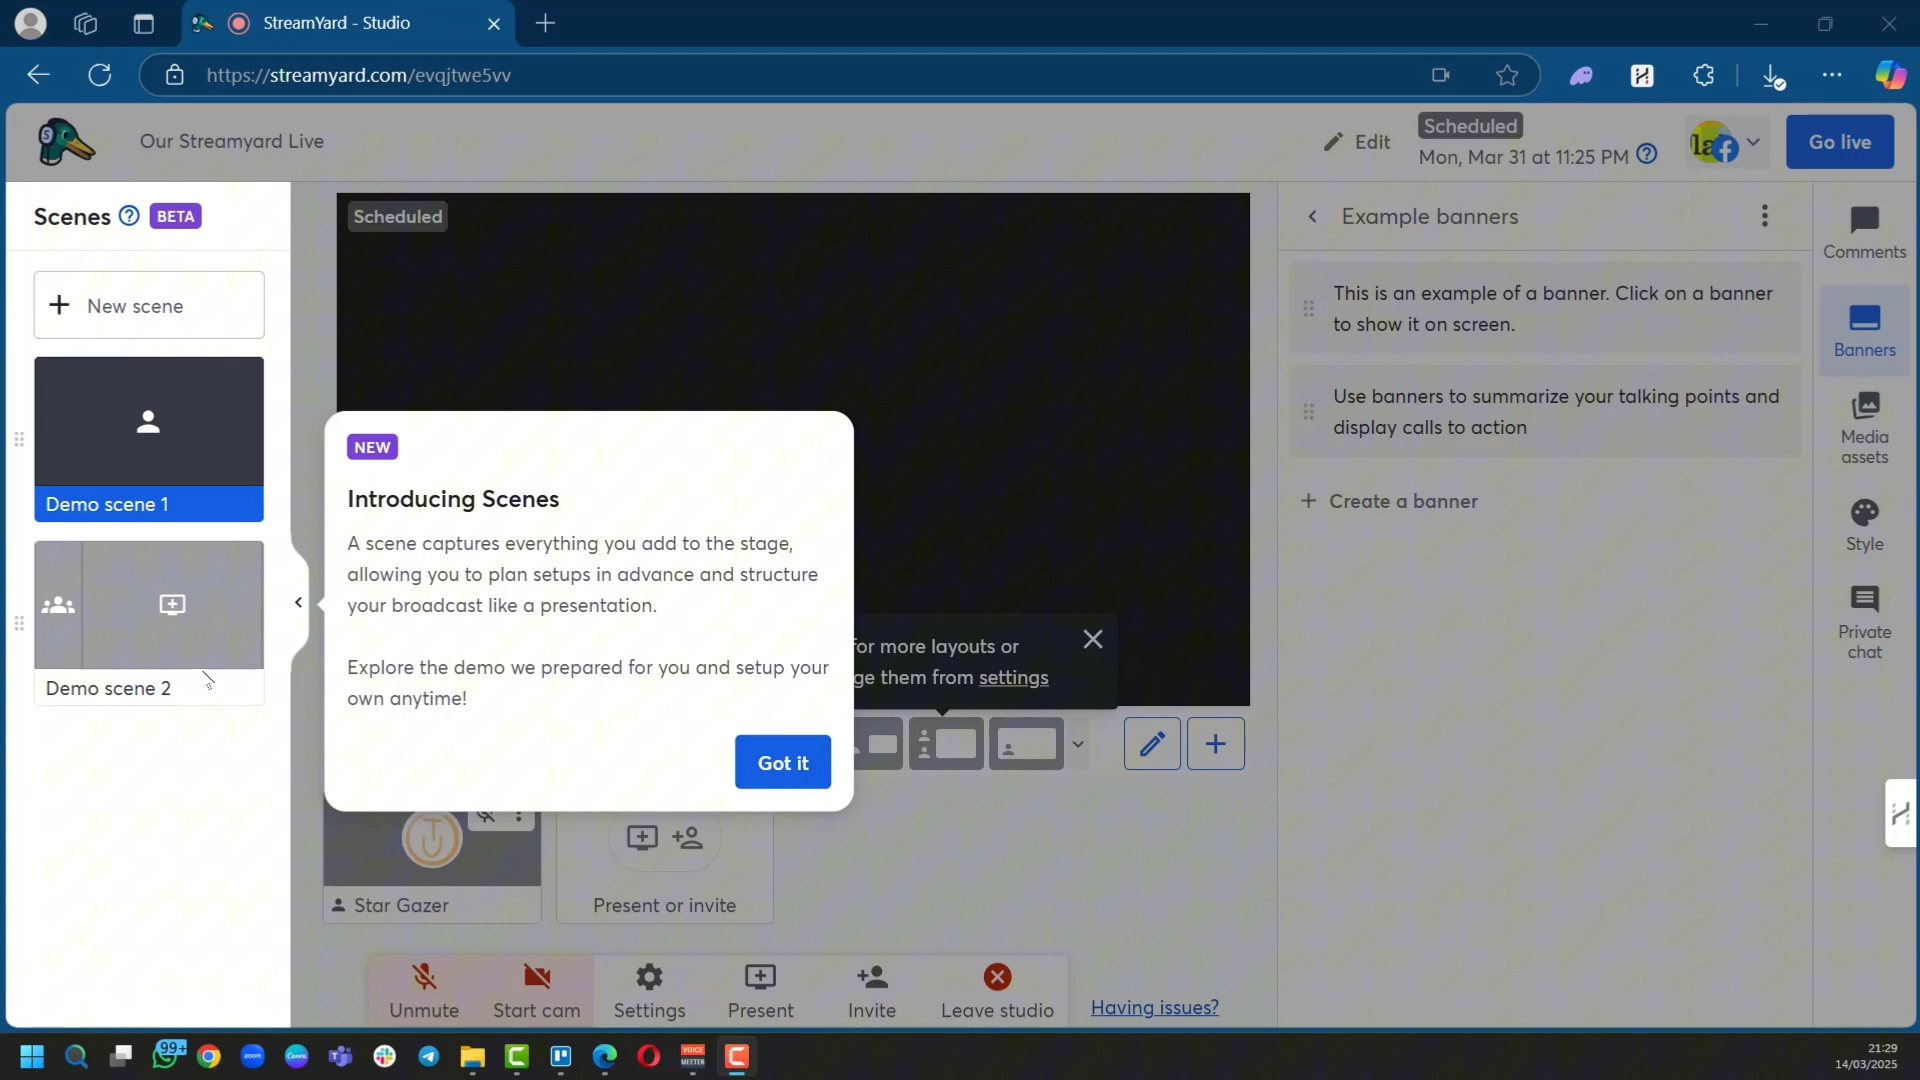 StreamYard - Studio
https://streamyard.com/evqjtwe5vv
Our Streamyard Live
Edit
Scheduled
Mon, Mar 31 at 11:25 PM
Go live
Scenes
BETA
New scene
Demo scene 1
Demo scene 2
Scheduled
NEW
Introducing Scenes
A scene captures everything you add to the stage,
allowing you to plan setups in advance and structure
your broadcast like a presentation.
Explore the demo we prepared for you and setup your
own anytime!
Got it
for more layouts or
ge them from settings
Star Gazer
Present or invite
Unmute
Start cam
Settings
Present
Invite
Leave studio
Having issues?
Example banners
This is an example of a banner. Click on a banner
to show it on screen.
Use banners to summarize your talking points and
display calls to action
+ Create a banner
Comments
Banners
Media
assets
Style
Private
chat
99+
zoom
Canva
VOICE
MEETER
21:29
14/03/2025